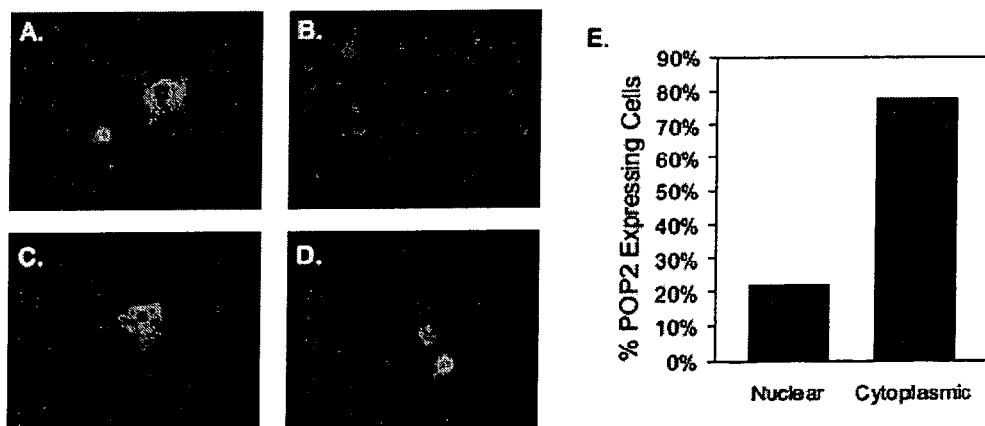 A.
B.
C.
D.
E.
% POP2 Expressing Cells
90%
80%
70%
60%
50%
40%
30%
20%
10%
0%
Nuclear
Cytoplasmic